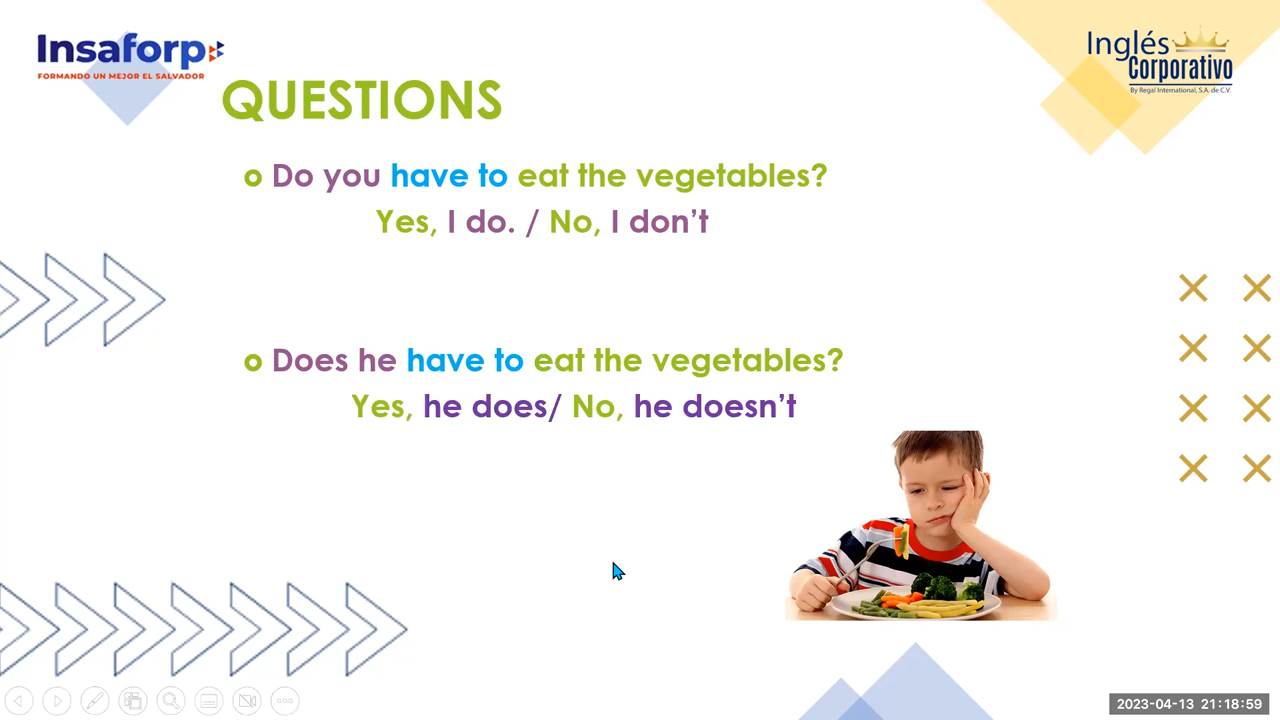 Insaforp
FORMANDO UN MEJOR EL SALVADOR
Inglés
Corporativo
By Regal International, S.A. de C.V.
QUESTIONS
Do you have to eat the vegetables?
Yes, I do. / No, I don't
Does he have to eat the vegetables?
Yes, he does/ No, he doesn't
2023-04-13 21:18:59